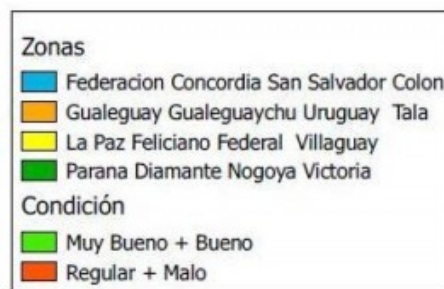 Zonas
Federacion Concordia San Salvador Colon
Gualeguay Gualeguaychu Uruguay Tala
La Paz Feliciano Federal Villaguay
Parana Diamante Nogoya Victoria
Condición
Muy Bueno + Bueno
Regular + Malo